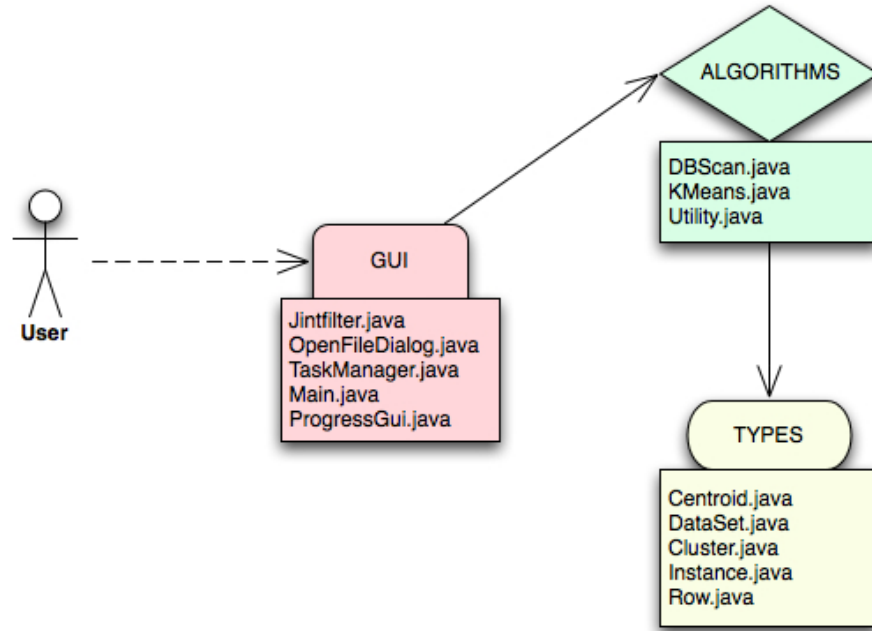 ALGORITHMS
DBScan.java
KMeans.java
Utility.java
User
GUI
Jintfilter.java
OpenFileDialog.java
TaskManager.java
Main.java
ProgressGui.java
TYPES
Centroid.java
DataSet.java
Cluster.java
Instance.java
Row.java